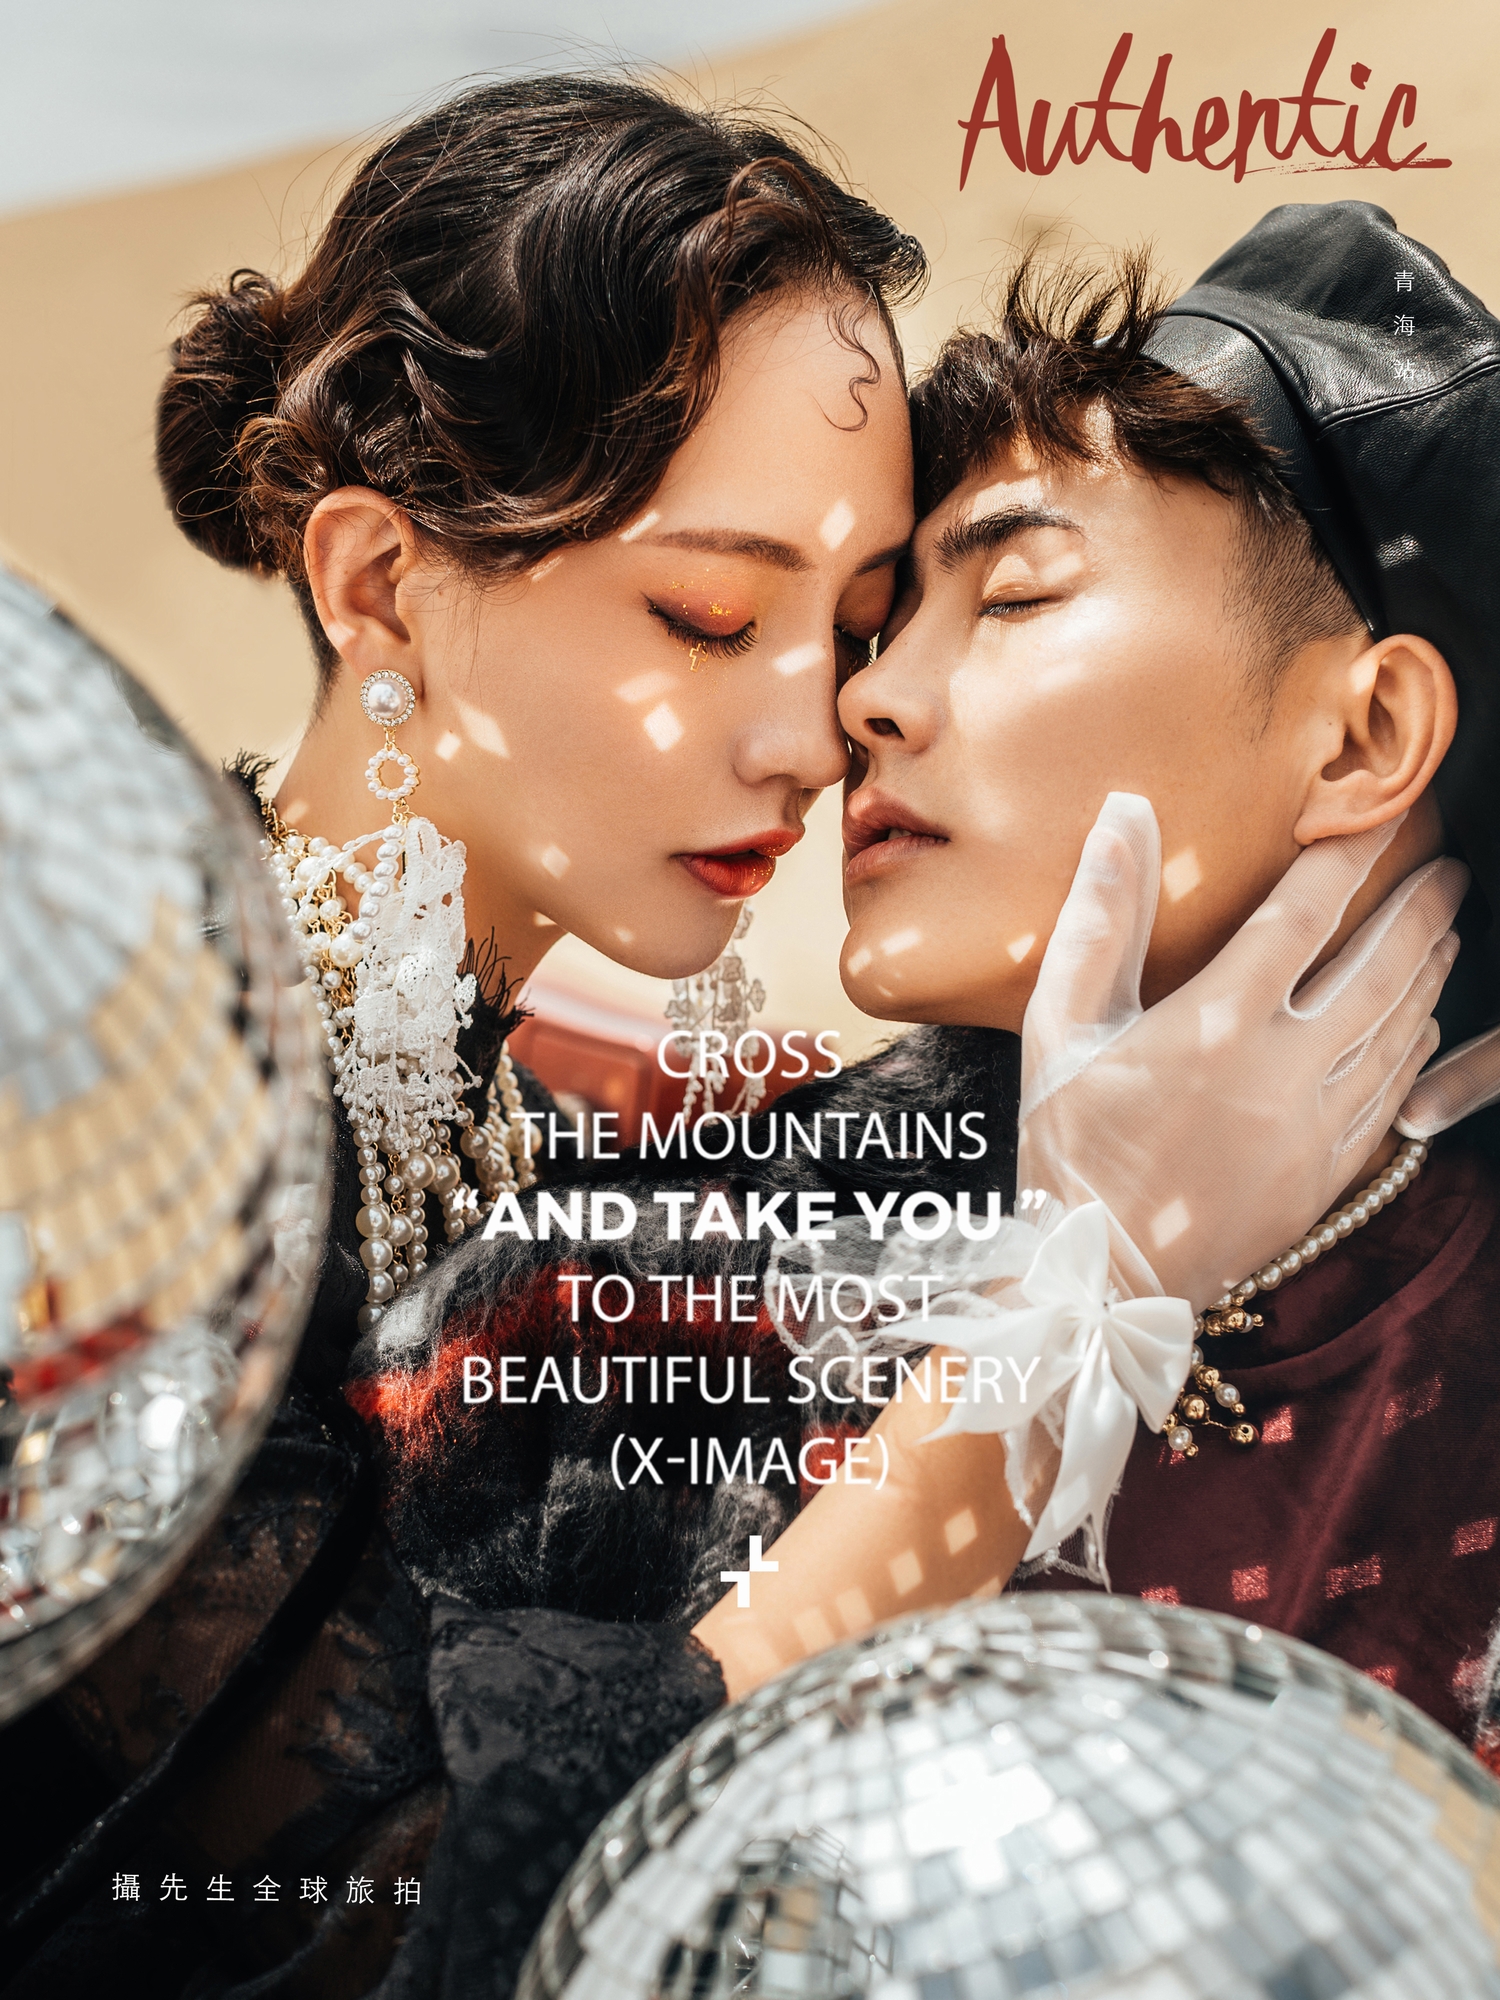 Authentic
青海站
CROSS
THE MOUNTAINS
“AND TAKE YOU”
TO THE MOST
BEAUTIFUL SCENERY
(X-IMAGE)
攝先生全球旅拍